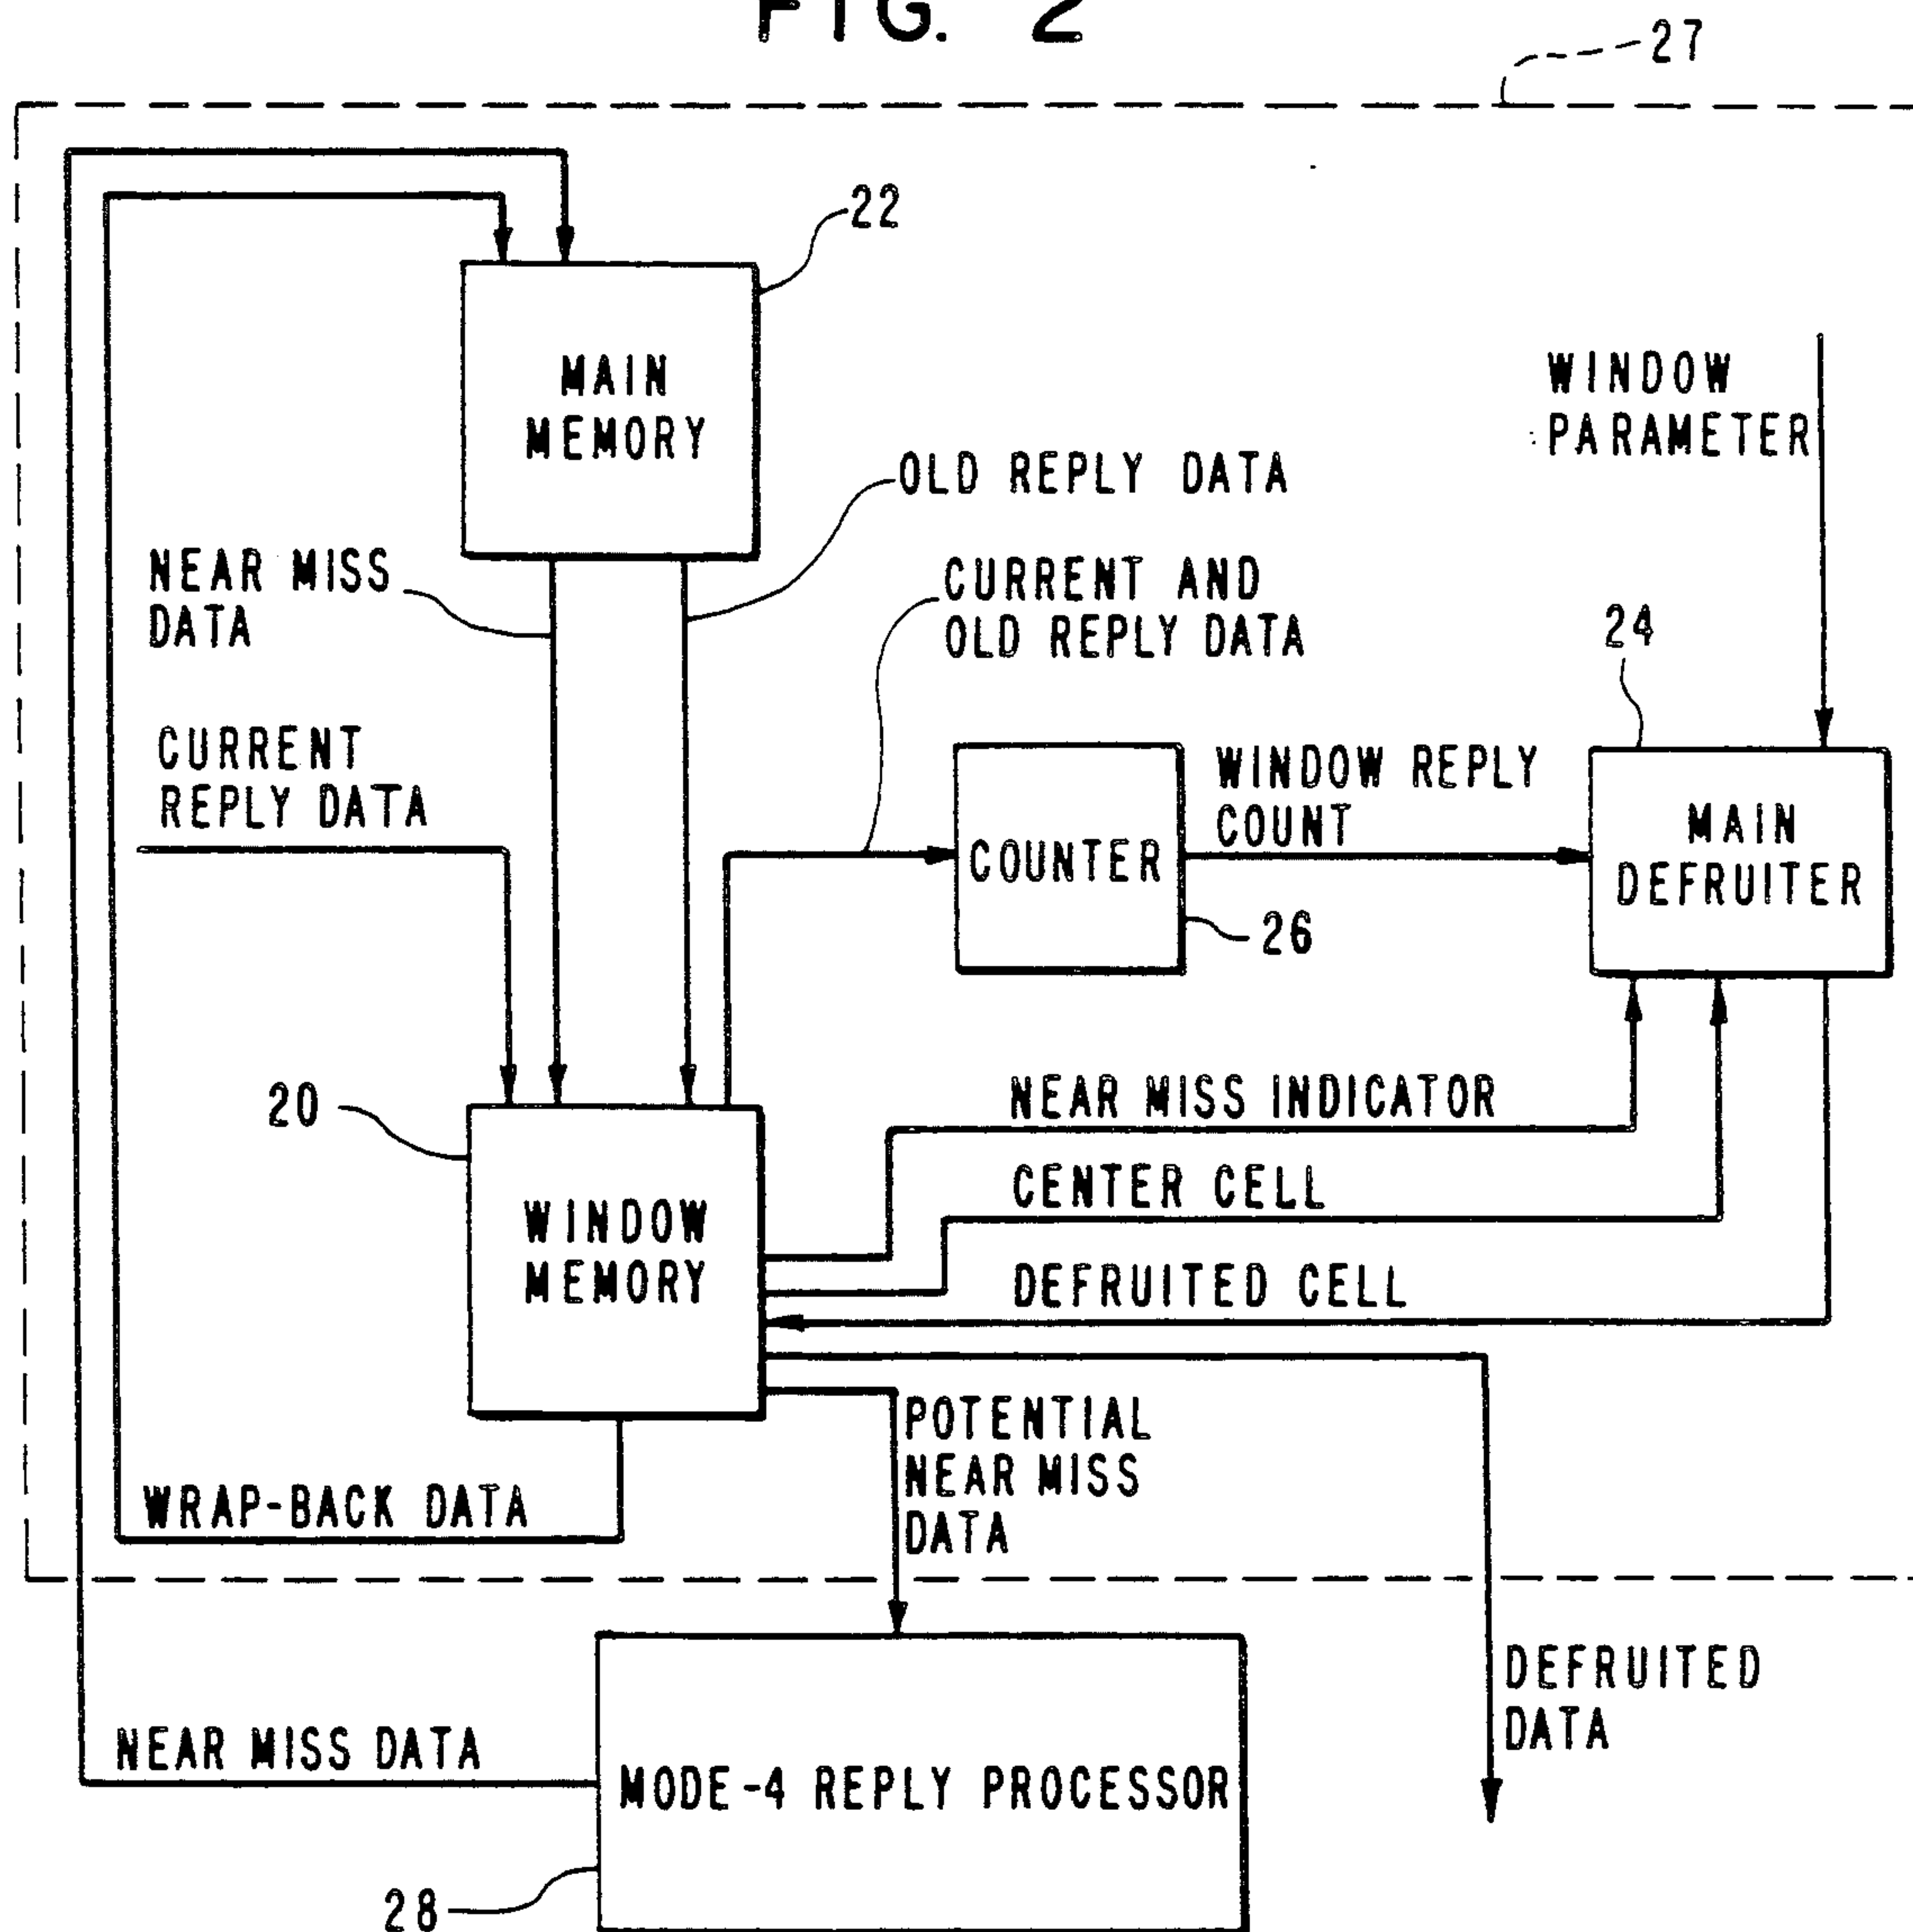 FIG. 2
27
22
MAIN
MEMORY
WINDOW
PARAMETER
OLD REPLY DATA
NEAR MISS
DATA
CURRENT AND
OLD REPLY DATA
24
CURRENT
REPLY DATA
COUNTER
WINDOW REPLY
COUNT
MAIN
DEFRUITER
26
20
NEAR MISS INDICATOR
CENTER CELL
WINDOW
MEMORY
DEFRUITED CELL
POTENTIAL
NEAR MISS
DATA
WRAP-BACK DATA
DEFRUITED
DATA
NEAR MISS DATA
MODE-4 REPLY PROCESSOR
28